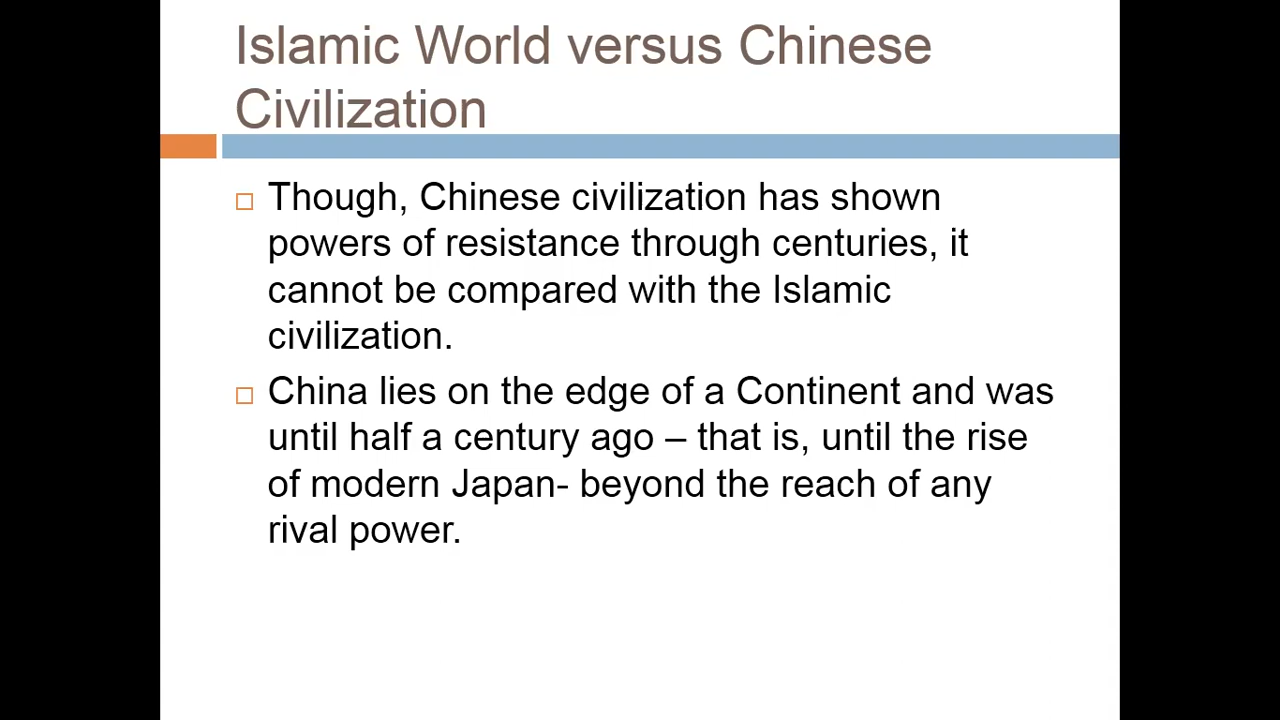 Islamic World versus Chinese
Civilization
Though, Chinese civilization has shown
powers of resistance through centuries, it
cannot be compared with the Islamic
civilization.
China lies on the edge of a Continent and was
until half a century ago – that is, until the rise
of modern Japan- beyond the reach of any
rival power.